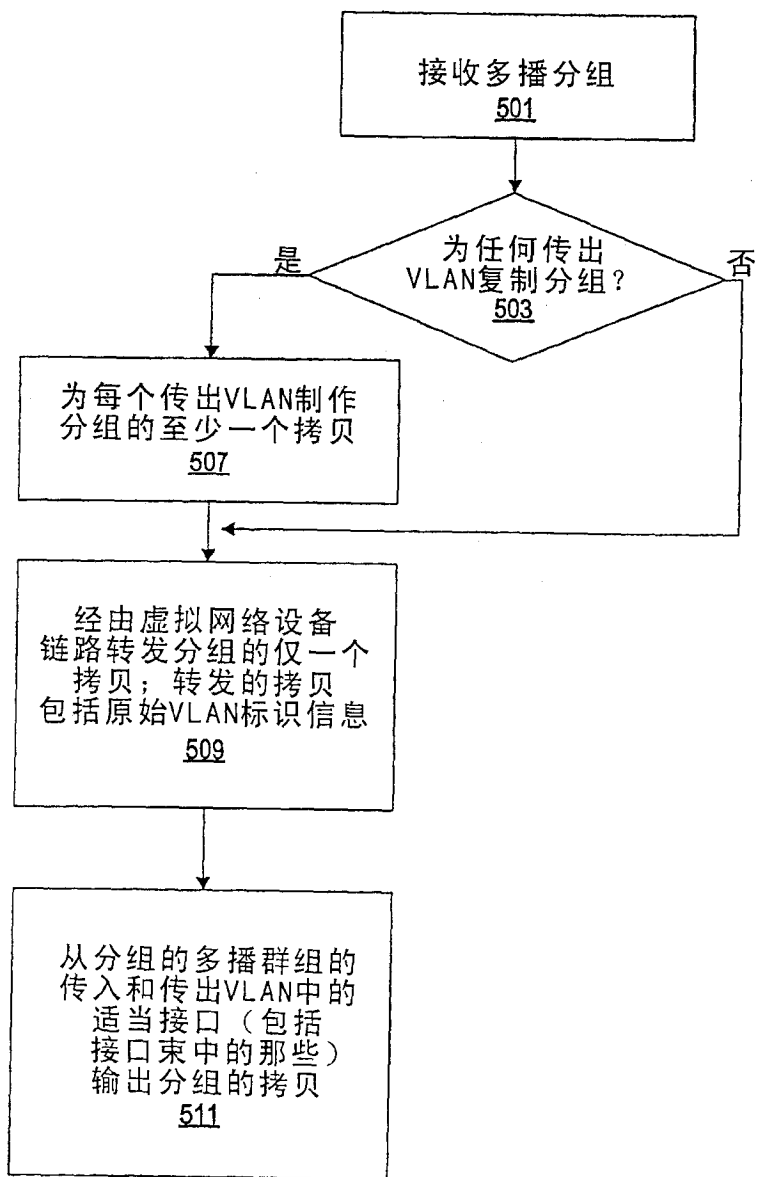 接收多播分组
501
为任何传出
VLAN复制分组？
503
是
否
为每个传出VLAN制作
分组的至少一个拷贝
507
经由虚拟网络设备
链路转发分组的仅一个
拷贝；转发的拷贝
包括原始VLAN标识信息
509
从分组的多播群组的
传入和传出VLAN中的
适当接口（包括
接口束中的那些）
输出分组的拷贝
511